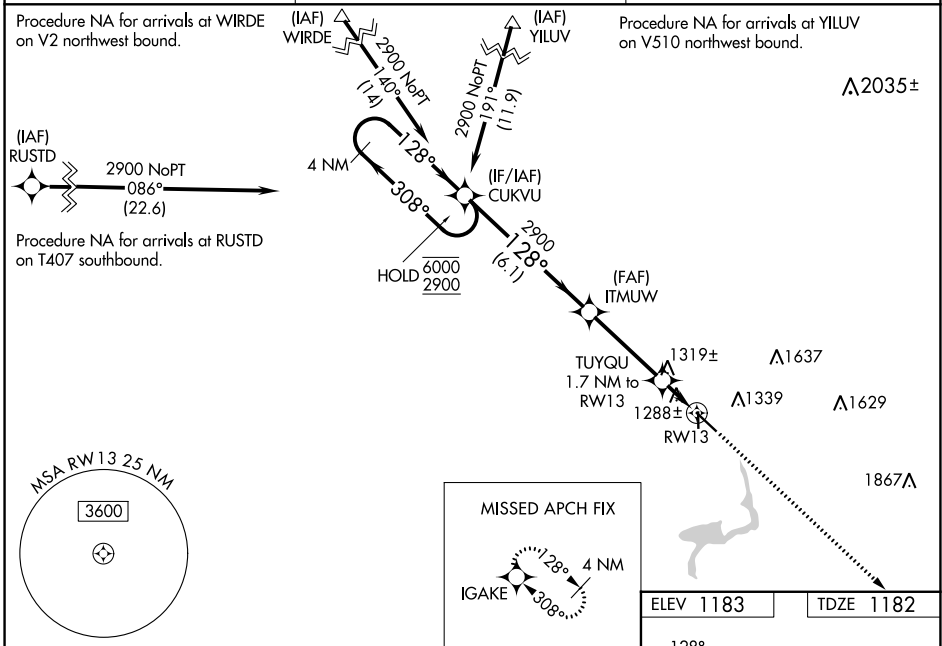 Procedure NA for arrivals at WIRDE
on V2 northwest bound.
(IAF)
WIRDE
(IAF)
YILUV
Procedure NA for arrivals at YILUV
on V510 northwest bound.
2035±
2900 NoPT
140°
(14)
2900 NoPT
191°
(11.9)
(IAF)
RUSTD
2900 NoPT
086°
(22.6)
4 NM
128°
308°
(IF/IAF)
CUKVU
Procedure NA for arrivals at RUSTD
on T407 southbound.
HOLD 6000
2900
2900
128°
(6.1)
(FAF)
ITMUW
TUYQU
1.7 NM to
RW13
1319±
1637
1288±
1339
1629
RW13
1867
MSA RW13 25 NM
3600
MISSED APCH FIX
128°
4 NM
IGAKE
308°
ELEV 1183
TDZE 1182